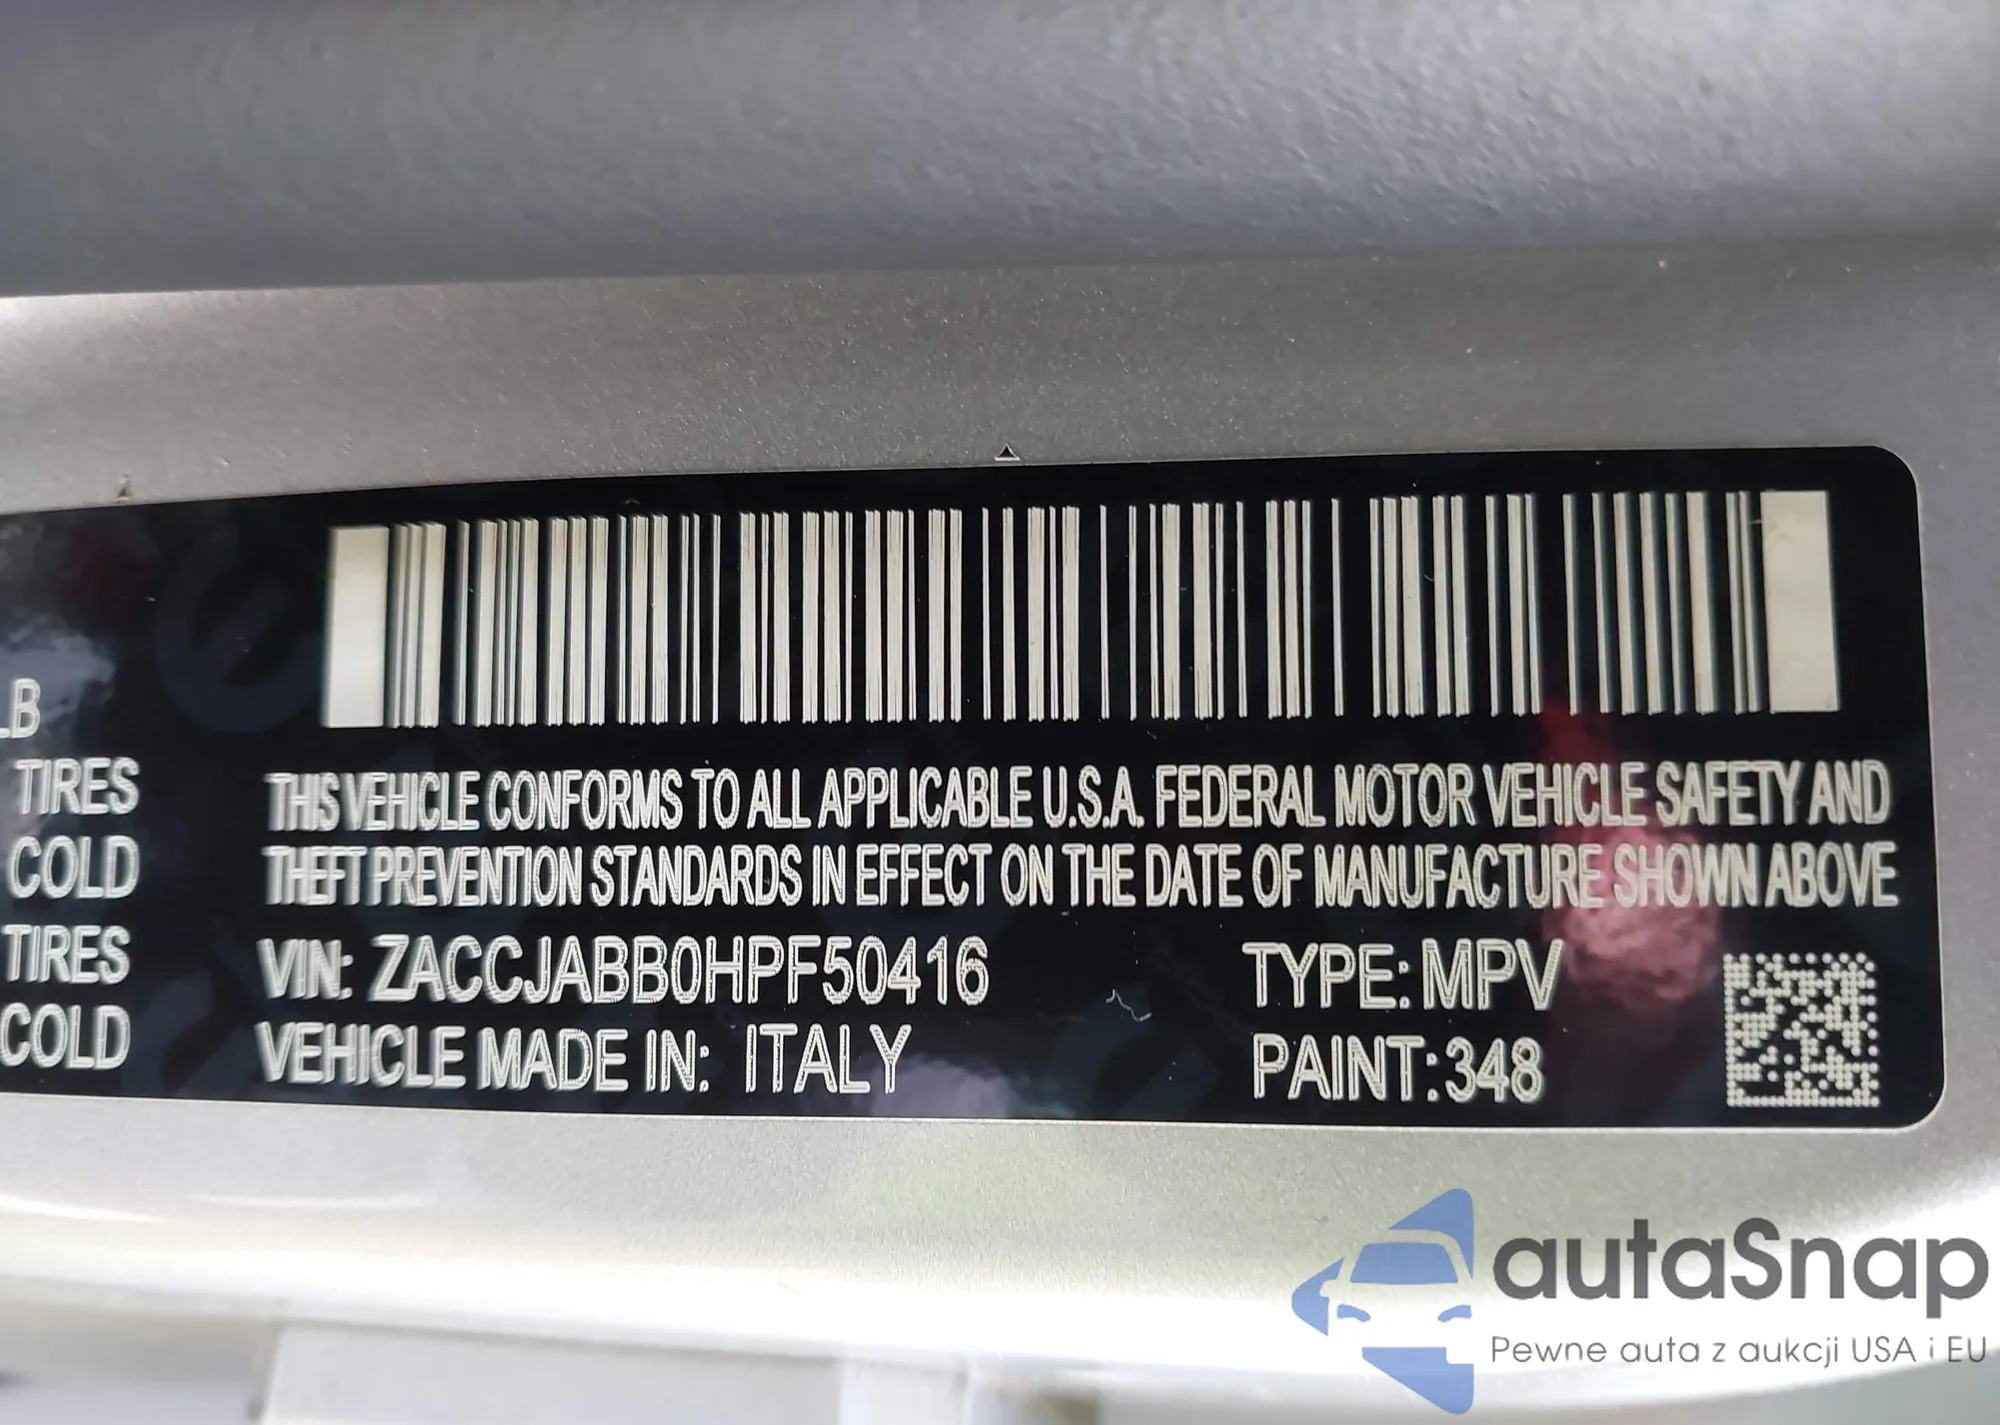 LB
TIRES
COLD
TIRES
COLD
THIS VEHICLE CONFORMS TO ALL APPLICABLE U.S.A. FEDERAL MOTOR VEHICLE SAFETY AND
THEFT PREVENTION STANDARDS IN EFFECT ON THE DATE OF MANUFACTURE SHOWN ABOVE
VIN: ZACCJABB0HPF50416 TYPE: MPV
VEHICLE MADE IN: ITALY PAINT: 348
autaSnap
Pewne auta z aukcji USA i EU